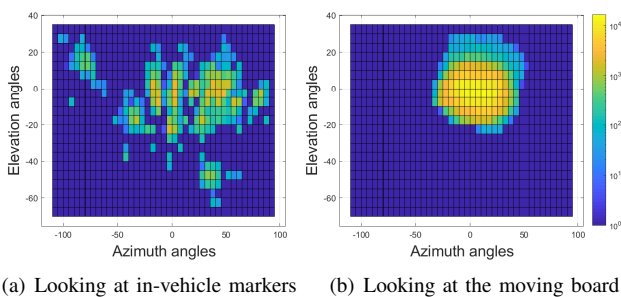 40
20
0
-20
-40
-60
Elevation angles
-100 -50 0 50 100
Azimuth angles
40
20
0
-20
-40
-60
Elevation angles
-100 -50 0 50 100
Azimuth angles
10^4
10^3
10^2
10^1
10^0
(a) Looking at in-vehicle markers (b) Looking at the moving board